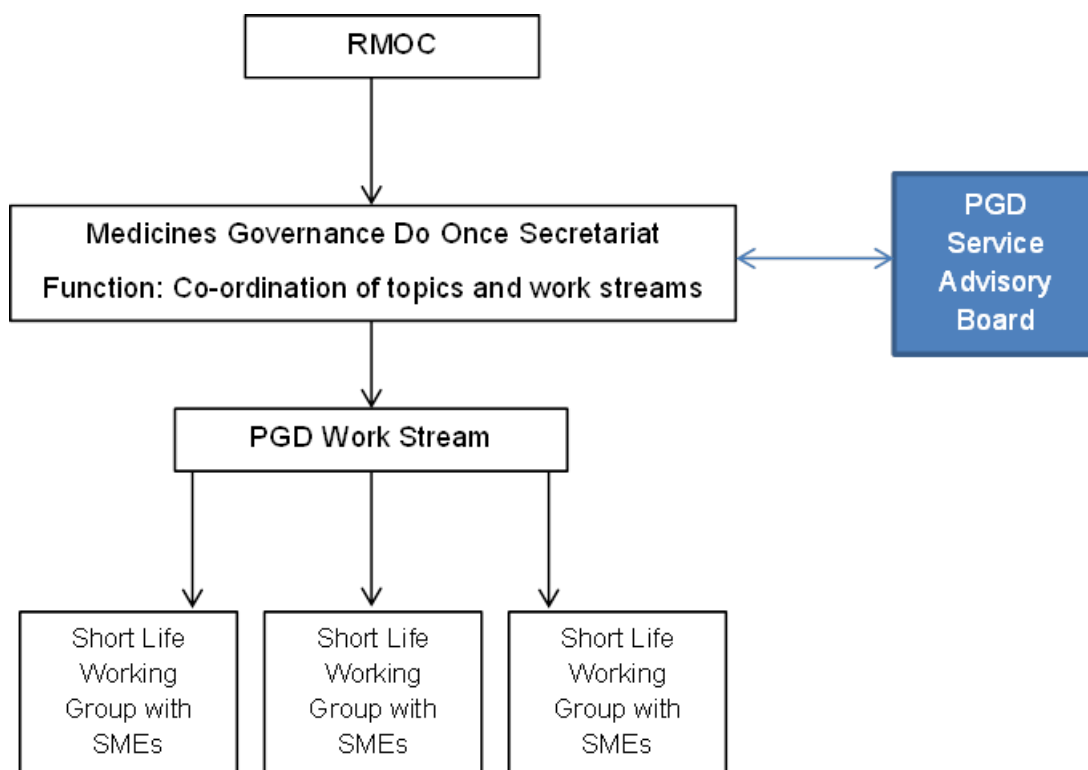 RMOC
Medicines Governance Do Once Secretariat
Function: Co-ordination of topics and work streams
PGD
Service
Advisory
Board
PGD Work Stream
Short Life
Working
Group with
SMEs
Short Life
Working
Group with
SMEs
Short Life
Working
Group with
SMEs